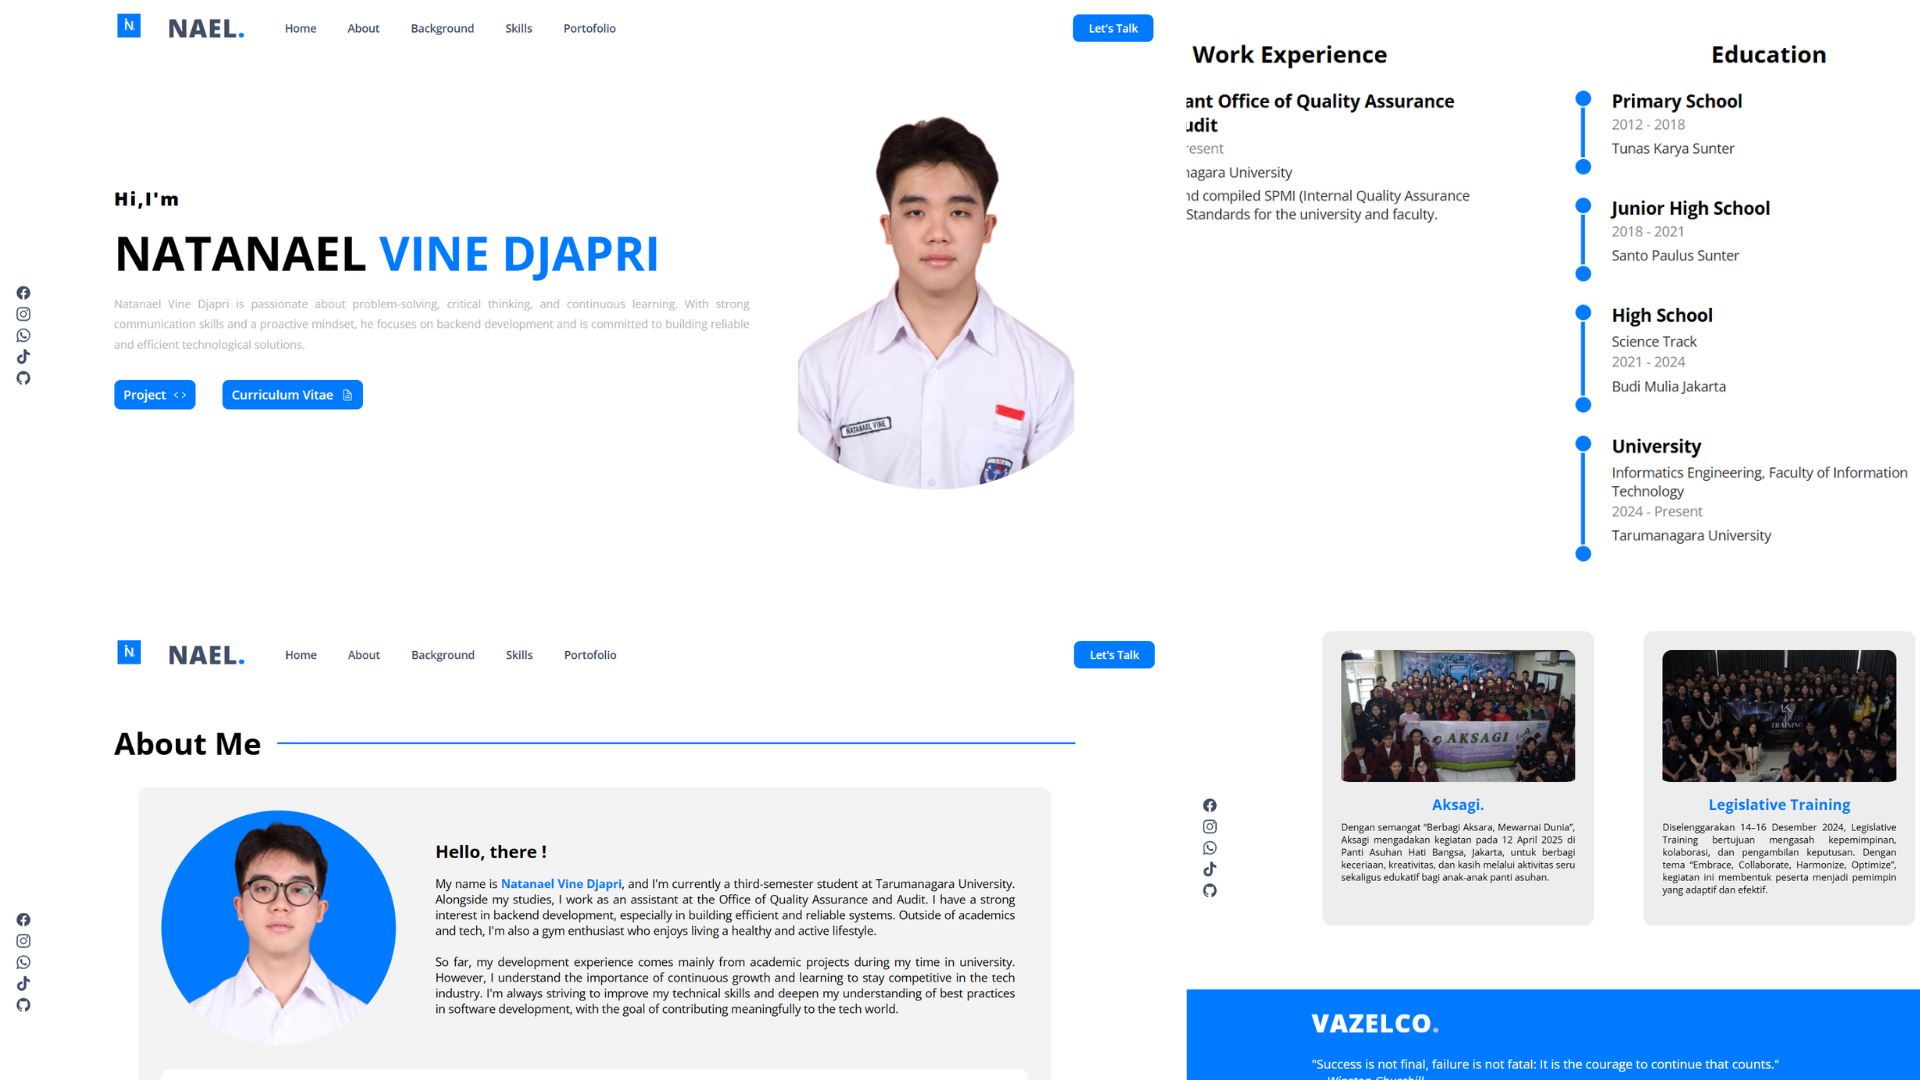 N.
NAEL.
Home
About
Background
Skills
Portofolio
Let's Talk
Hi,I'm
NATANAEL VINE DJAPRI
Natanael Vine Djapri is passionate about problem-solving, critical thinking, and continuous learning. With strong
communication skills and a proactive mindset, he focuses on backend development and is committed to building reliable
and efficient technological solutions.
Project <>
Curriculum Vitae
NATANAEL VINE
Work Experience
ant Office of Quality Assurance
udit
resent
nagara University
nd compiled SPMI (Internal Quality Assurance
Standards for the university and faculty.
Education
Primary School
2012 - 2018
Tunas Karya Sunter
Junior High School
2018 - 2021
Santo Paulus Sunter
High School
Science Track
2021 - 2024
Budi Mulia Jakarta
University
Informatics Engineering, Faculty of Information
Technology
2024 - Present
Tarumanagara University
N.
NAEL.
Home
About
Background
Skills
Portofolio
Let's Talk
About Me
Hello, there !
My name is Natanael Vine Djapri, and I'm currently a third-semester student at Tarumanagara University.
Alongside my studies, I work as an assistant at the Office of Quality Assurance and Audit. I have a strong
interest in backend development, especially in building efficient and reliable systems. Outside of academics
and tech, I'm also a gym enthusiast who enjoys living a healthy and active lifestyle.
So far, my development experience comes mainly from academic projects during my time in university.
However, I understand the importance of continuous growth and learning to stay competitive in the tech
industry. I'm always striving to improve my technical skills and deepen my understanding of best practices
in software development, with the goal of contributing meaningfully to the tech world.
AKSAGI
Aksagi.
Dengan semangat “Berbagi Aksara, Mewarnai Dunia”,
Aksagi mengadakan kegiatan pada 12 April 2025 di
Panti Asuhan Hati Bangsa, Jakarta, untuk berbagi
keceriaan, kreativitas, dan kasih melalui aktivitas seru
sekaligus edukatif bagi anak-anak panti asuhan.
TRAINING
Legislative Training
Diselenggarakan 14–16 Desember 2024, Legislative
Training bertujuan mengasah kepemimpinan,
kolaborasi, dan pengambilan keputusan. Dengan
tema “Embrace, Collaborate, Harmonize, Optimize”,
kegiatan ini membentuk peserta menjadi pemimpin
yang adaptif dan efektif.
VAZELCO.
"Success is not final, failure is not fatal: It is the courage to continue that counts."
Winston Churchill